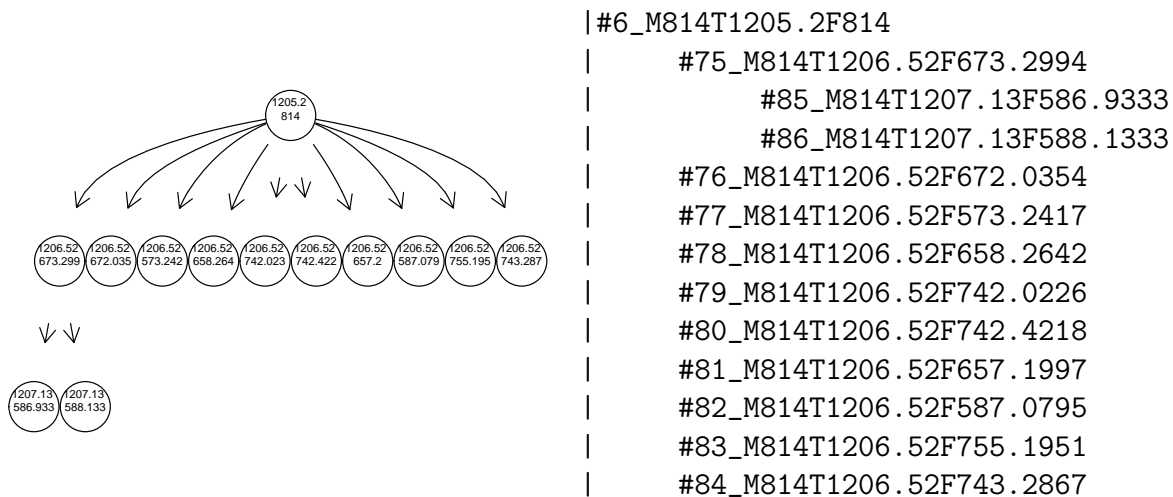 1205.2
814
1206.52 1206.52 1206.52 1206.52 1206.52 1206.52 1206.52 1206.52 1206.52 1206.52
673.299 672.035 573.242 658.264 742.023 742.422 657.2 587.079 755.195 743.287
1207.13 1207.13
586.933 588.133
|#6_M814T1205.2F814
| #75_M814T1206.52F673.2994
| #85_M814T1207.13F586.9333
| #86_M814T1207.13F588.1333
| #76_M814T1206.52F672.0354
| #77_M814T1206.52F573.2417
| #78_M814T1206.52F658.2642
| #79_M814T1206.52F742.0226
| #80_M814T1206.52F742.4218
| #81_M814T1206.52F657.1997
| #82_M814T1206.52F587.0795
| #83_M814T1206.52F755.1951
| #84_M814T1206.52F743.2867